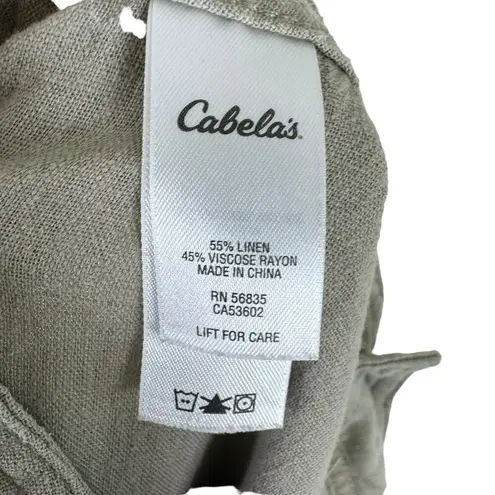 Cabela's
55% LINEN
45% VISCOSE RAYON
MADE IN CHINA
RN 56835
CA53602
LIFT FOR CARE